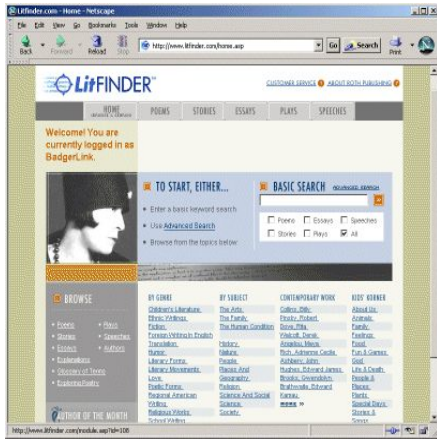 Litfinder.com - Home - Netscape
File Edit View Go Bookmarks Tools Window Help
Back Forward Reload Stop http://www.litfinder.com/home.asp Go Search Print
LitFINDER™
CUSTOMER SERVICE ABOUT ROTH PUBLISHING
HOME POEMS STORIES ESSAYS PLAYS SPEECHES
Welcome! You are
currently logged in as
BadgerLink.
TO START, EITHER...
Enter a basic keyword search
Use Advanced Search
Browse from the topics below
BASIC SEARCH ADVANCED SEARCH
Poems Essays Speeches
Stories Plays All
BROWSE
Poems Plays
Stories Speeches
Essays Authors
Explanations
Glossary of Terms
Exploring Poetry
AUTHOR OF THE MONTH
BY GENRE
Children's Literature
Ethnic Writings
Fiction
Foreign Writing in English
Translation
Humor
Literary Forms
Literary Movements
Love
Poetic Forms
Regional American
Writing
Religious Works
School Writing
BY SUBJECT
The Arts
The Family
The Human Condition
History
Nature
People
Places And
Geography
Religion
Science And Social
Science
Society
CONTEMPORARY WORK
Collins, Billy
Pinsky, Robert
Dove, Rita
Walcott, Derek
Angelou, Maya
Rich, Adrienne Cecile
Ashbery, John
Hughes, Edward James
Brooks, Gwendolyn
Brathwaite, Edward
Kamau
more >>
KIDS' KORNER
About Us
Animals
Family
Feelings
Food
Fun & Games
God
Life & Death
People &
Places
Plants
Special Days
Stories &
Songs
http://www.litfinder.com/module.asp?id=108